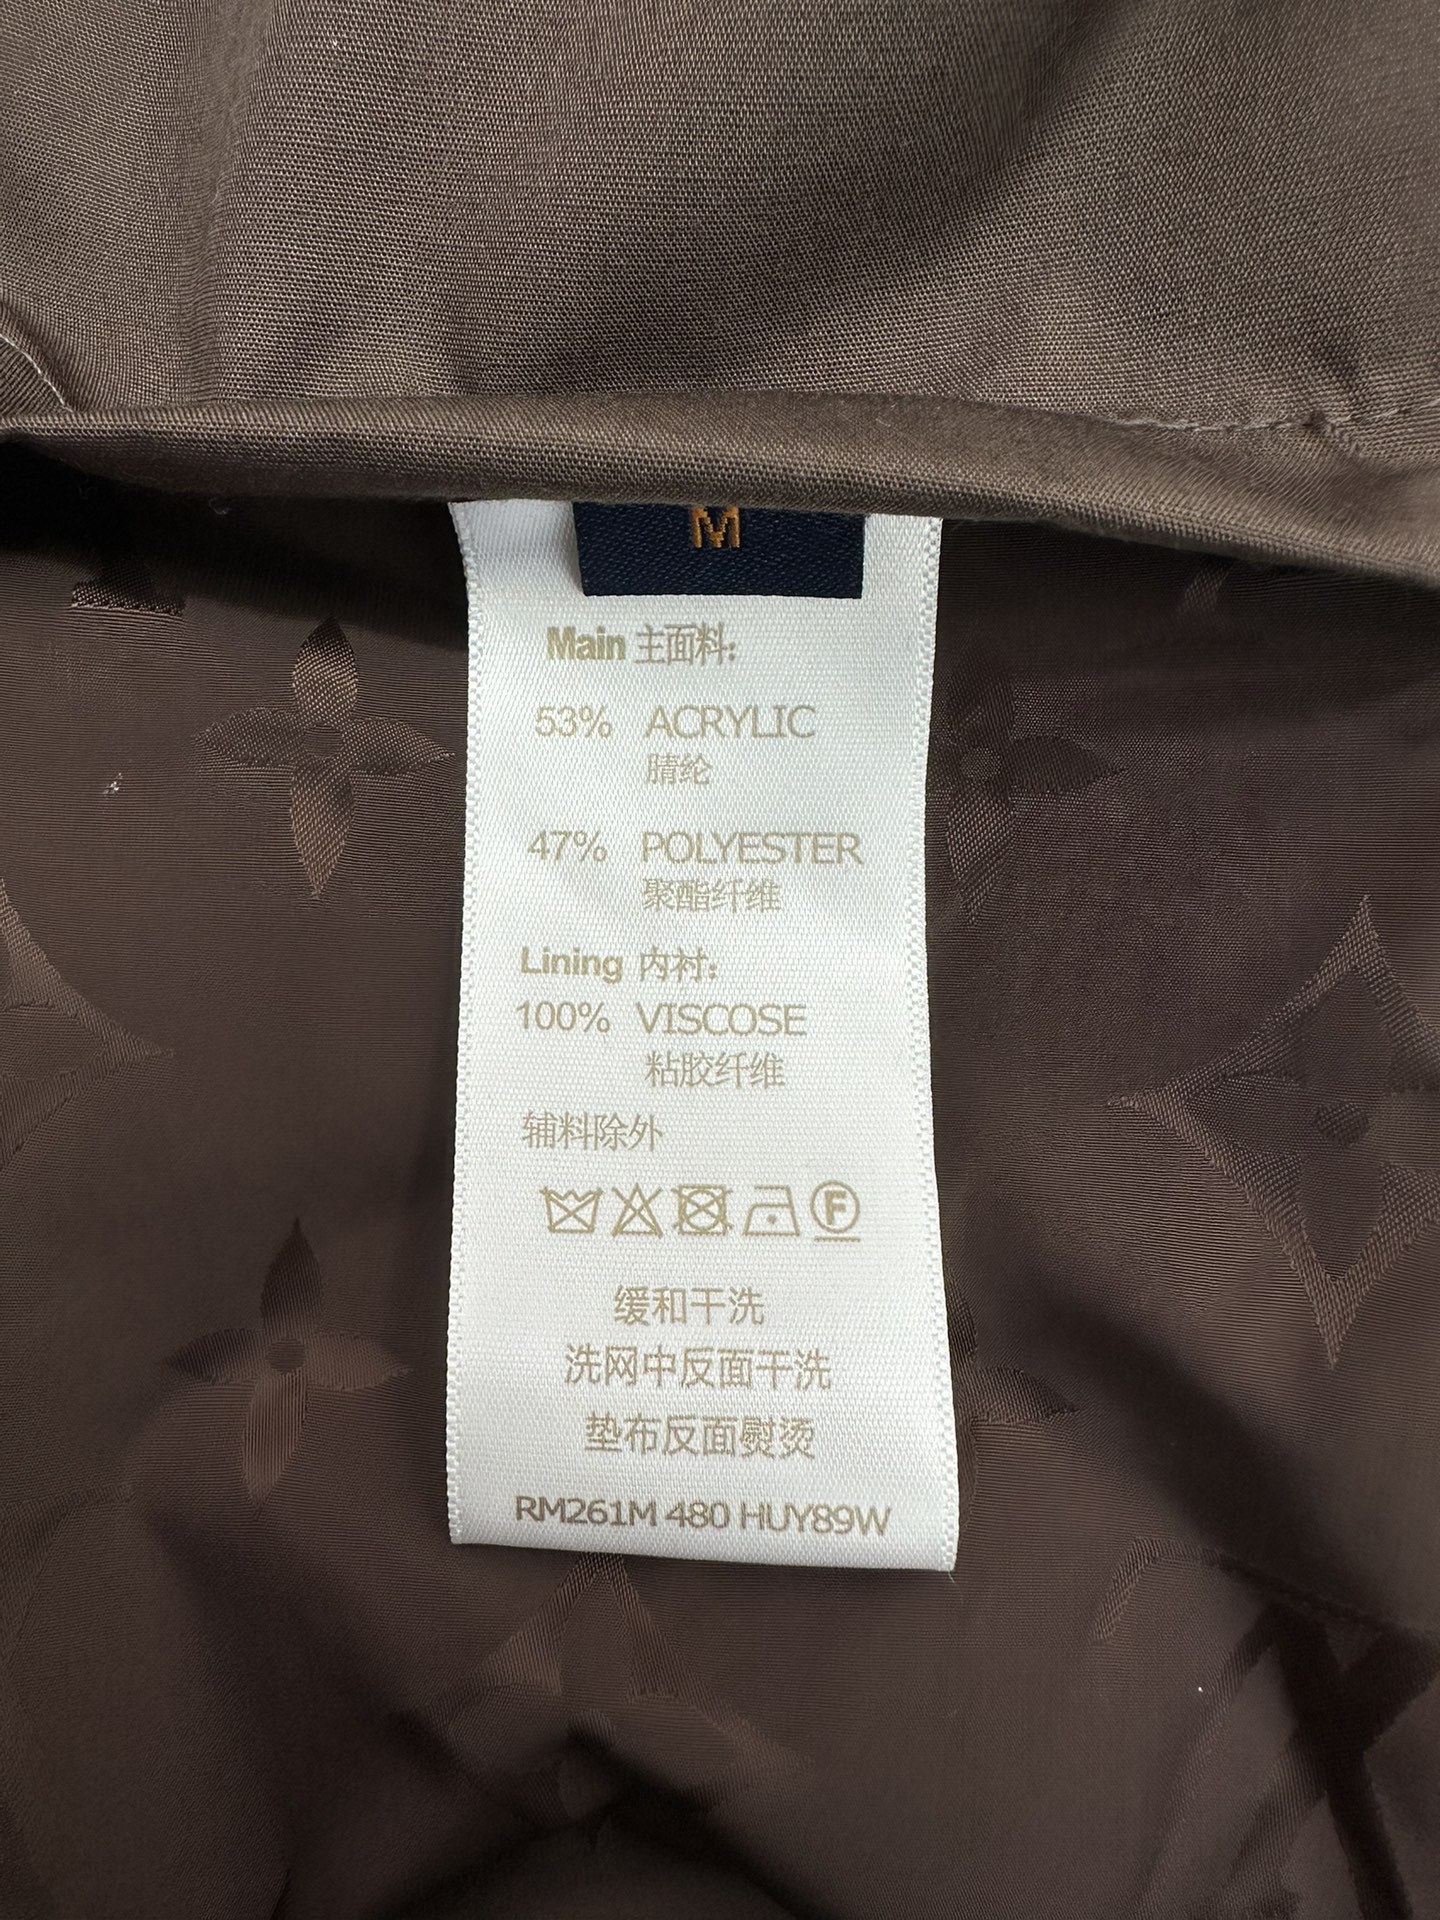 M
Main 主面料:
53% ACRYLIC
腈纶
47% POLYESTER
聚酯纤维
Lining 内衬:
100% VISCOSE
粘胶纤维
辅料除外
F
缓和干洗
洗网中反面干洗
垫布反面熨烫
RM261M 480 HUY89W